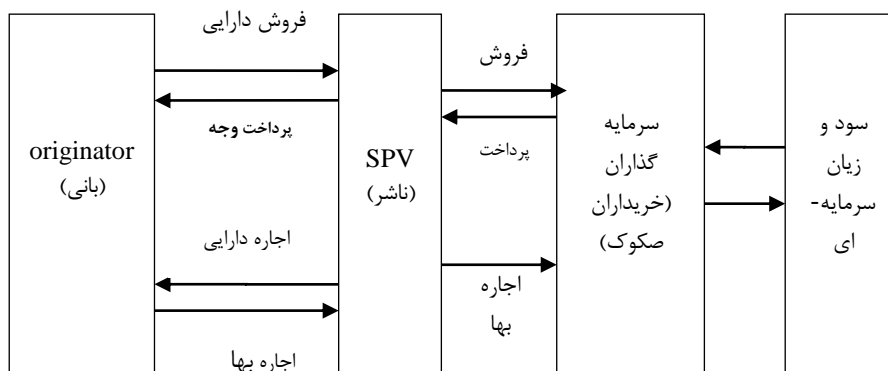 فروش دارایی
پرداخت وجه
originator
(بانی)
اجاره دارایی
اجاره بها
SPV
(ناشر)
فروش
پرداخت
اجاره
بها
سرمایه
گذاران
(خریداران
صکوک)
سود و
زیان
سرمایه-
ای